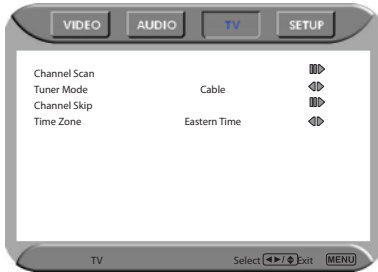 VIDEO AUDIO TV SETUP
Channel Scan
Tuner Mode Cable
Channel Skip
Time Zone Eastern Time
TV Select Exit MENU